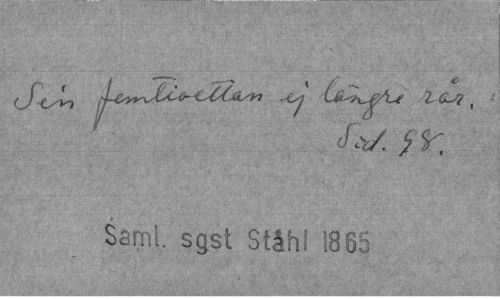 Sin femtioettan ej längre rår.
Sid. 98.
Saml. sgst Ståhl 1865